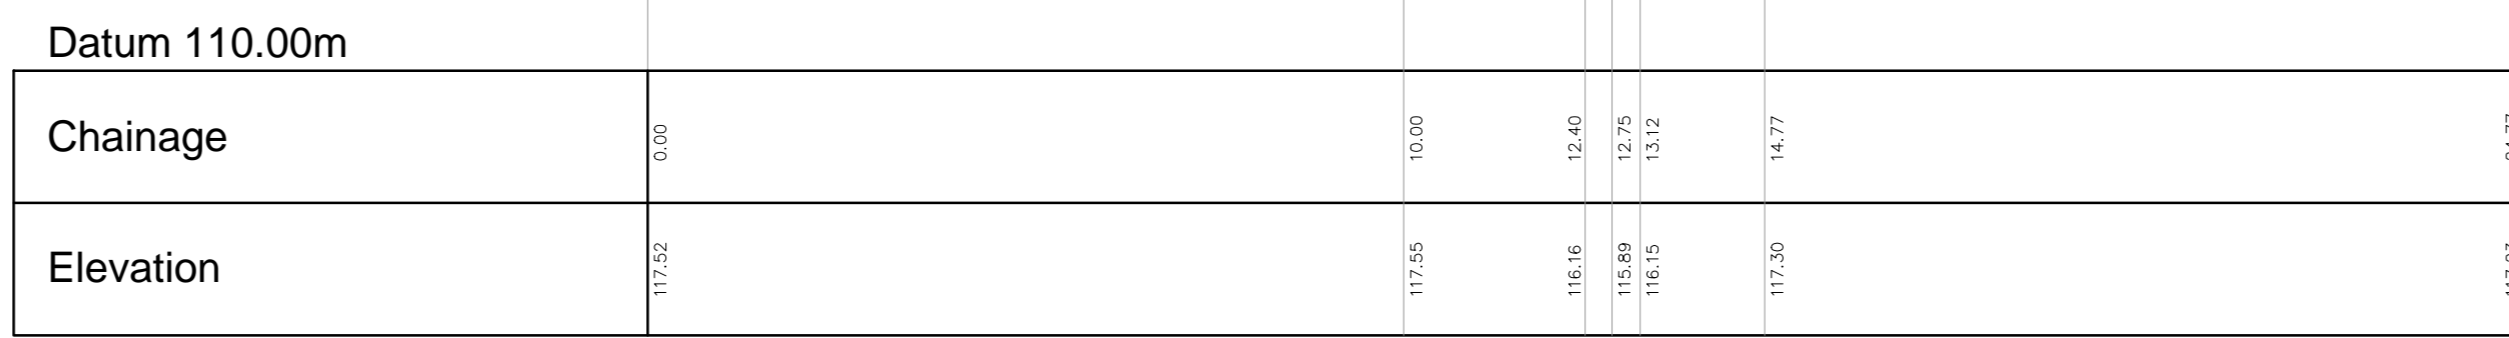 Datum 110.00m
Chainage 0.00 10.00 12.40 12.75 13.12 14.77
Elevation 117.52 117.55 116.16 115.89 116.15 117.30